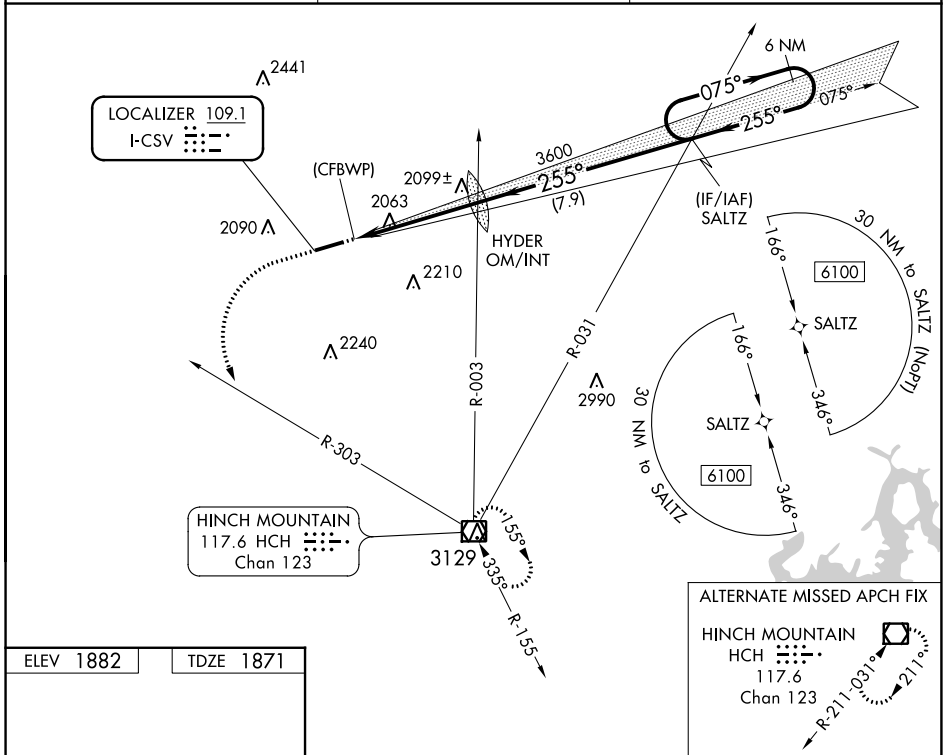 2441
LOCALIZER 109.1
I-CSV
6 NM
075°
255°
075°
3600
255°
(7.9)
(CFBWP)
2099±
2063
2090
(IF/IAF)
SALTZ
HYDER
OM/INT
2210
2240
R-003
R-031
2990
R-303
166°
6100
SALTZ
346°
30 NM to SALTZ (NoPT)
166°
SALTZ
6100
346°
30 NM to SALTZ
HINCH MOUNTAIN
117.6 HCH
Chan 123
3129
155°
335°
R-155
ALTERNATE MISSED APCH FIX
HINCH MOUNTAIN
HCH
117.6
Chan 123
R-211-031°
211°
ELEV 1882
TDZE 1871